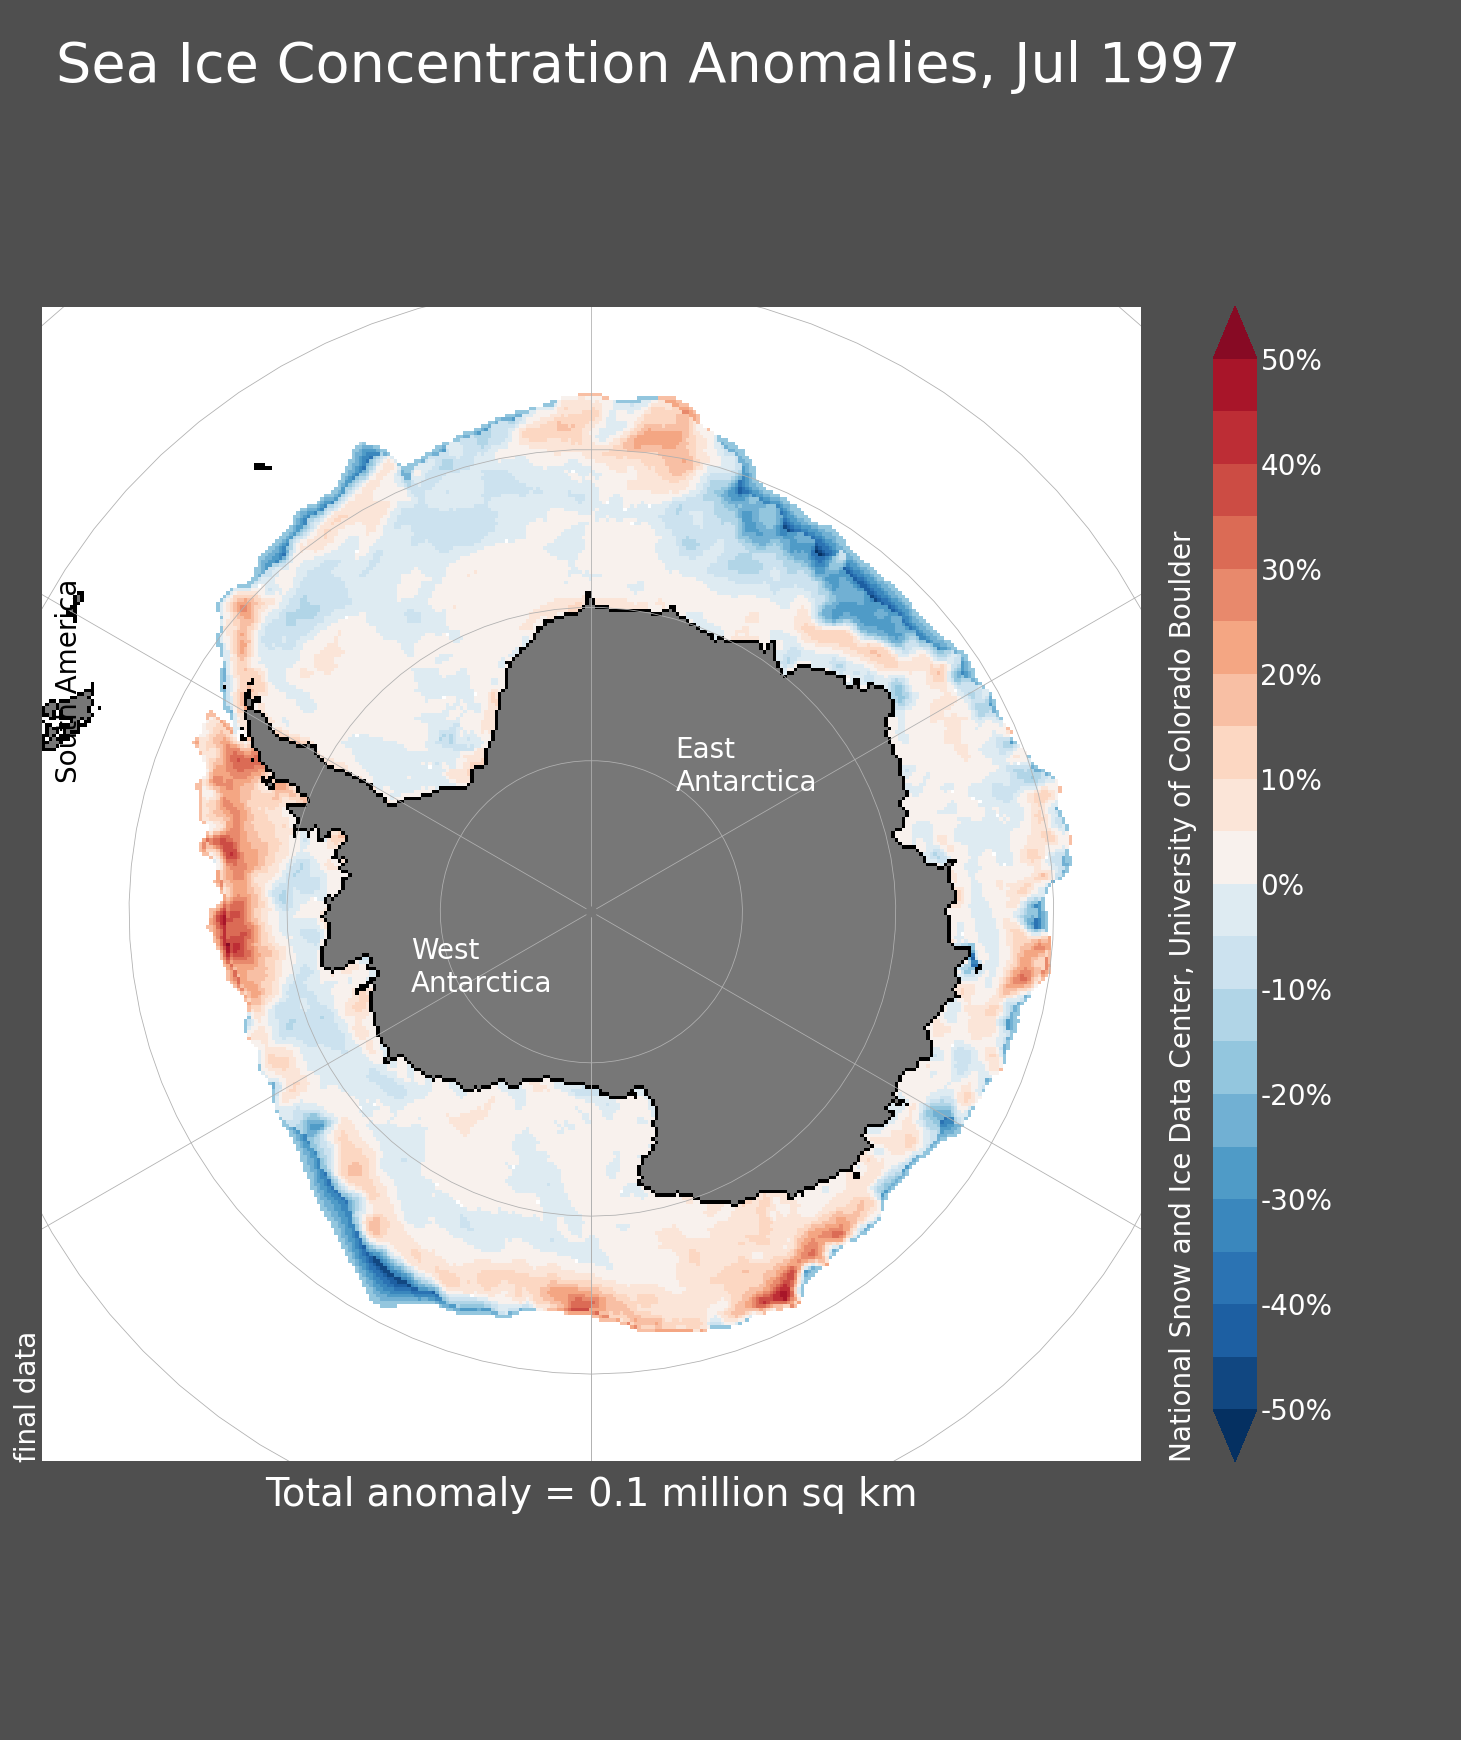 Sea Ice Concentration Anomalies, Jul 1997
South America
East
Antarctica
West
Antarctica
final data
National Snow and Ice Data Center, University of Colorado Boulder
50%
40%
30%
20%
10%
0%
-10%
-20%
-30%
-40%
-50%
Total anomaly = 0.1 million sq km